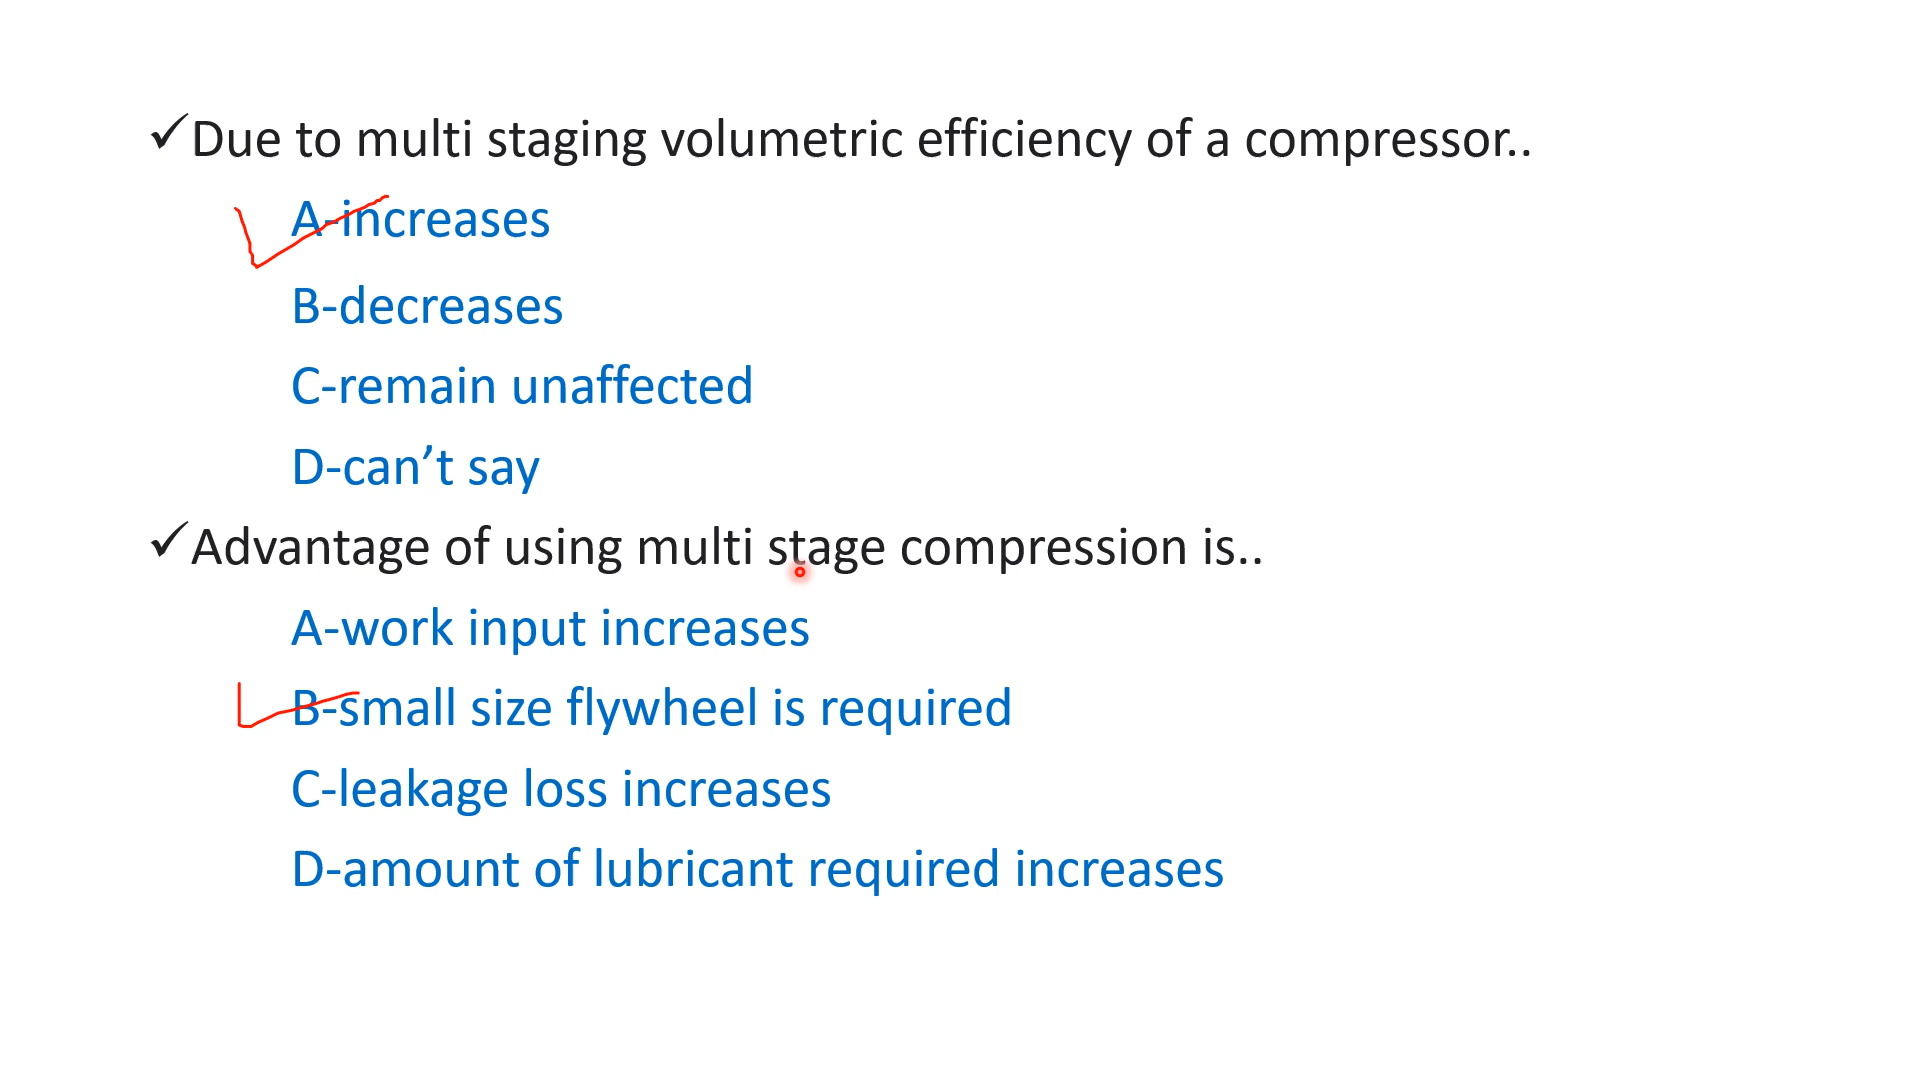 ✓Due to multi staging volumetric efficiency of a compressor..
A-increases
B-decreases
C-remain unaffected
D-can’t say
✓Advantage of using multi stage compression is..
A-work input increases
B-small size flywheel is required
C-leakage loss increases
D-amount of lubricant required increases